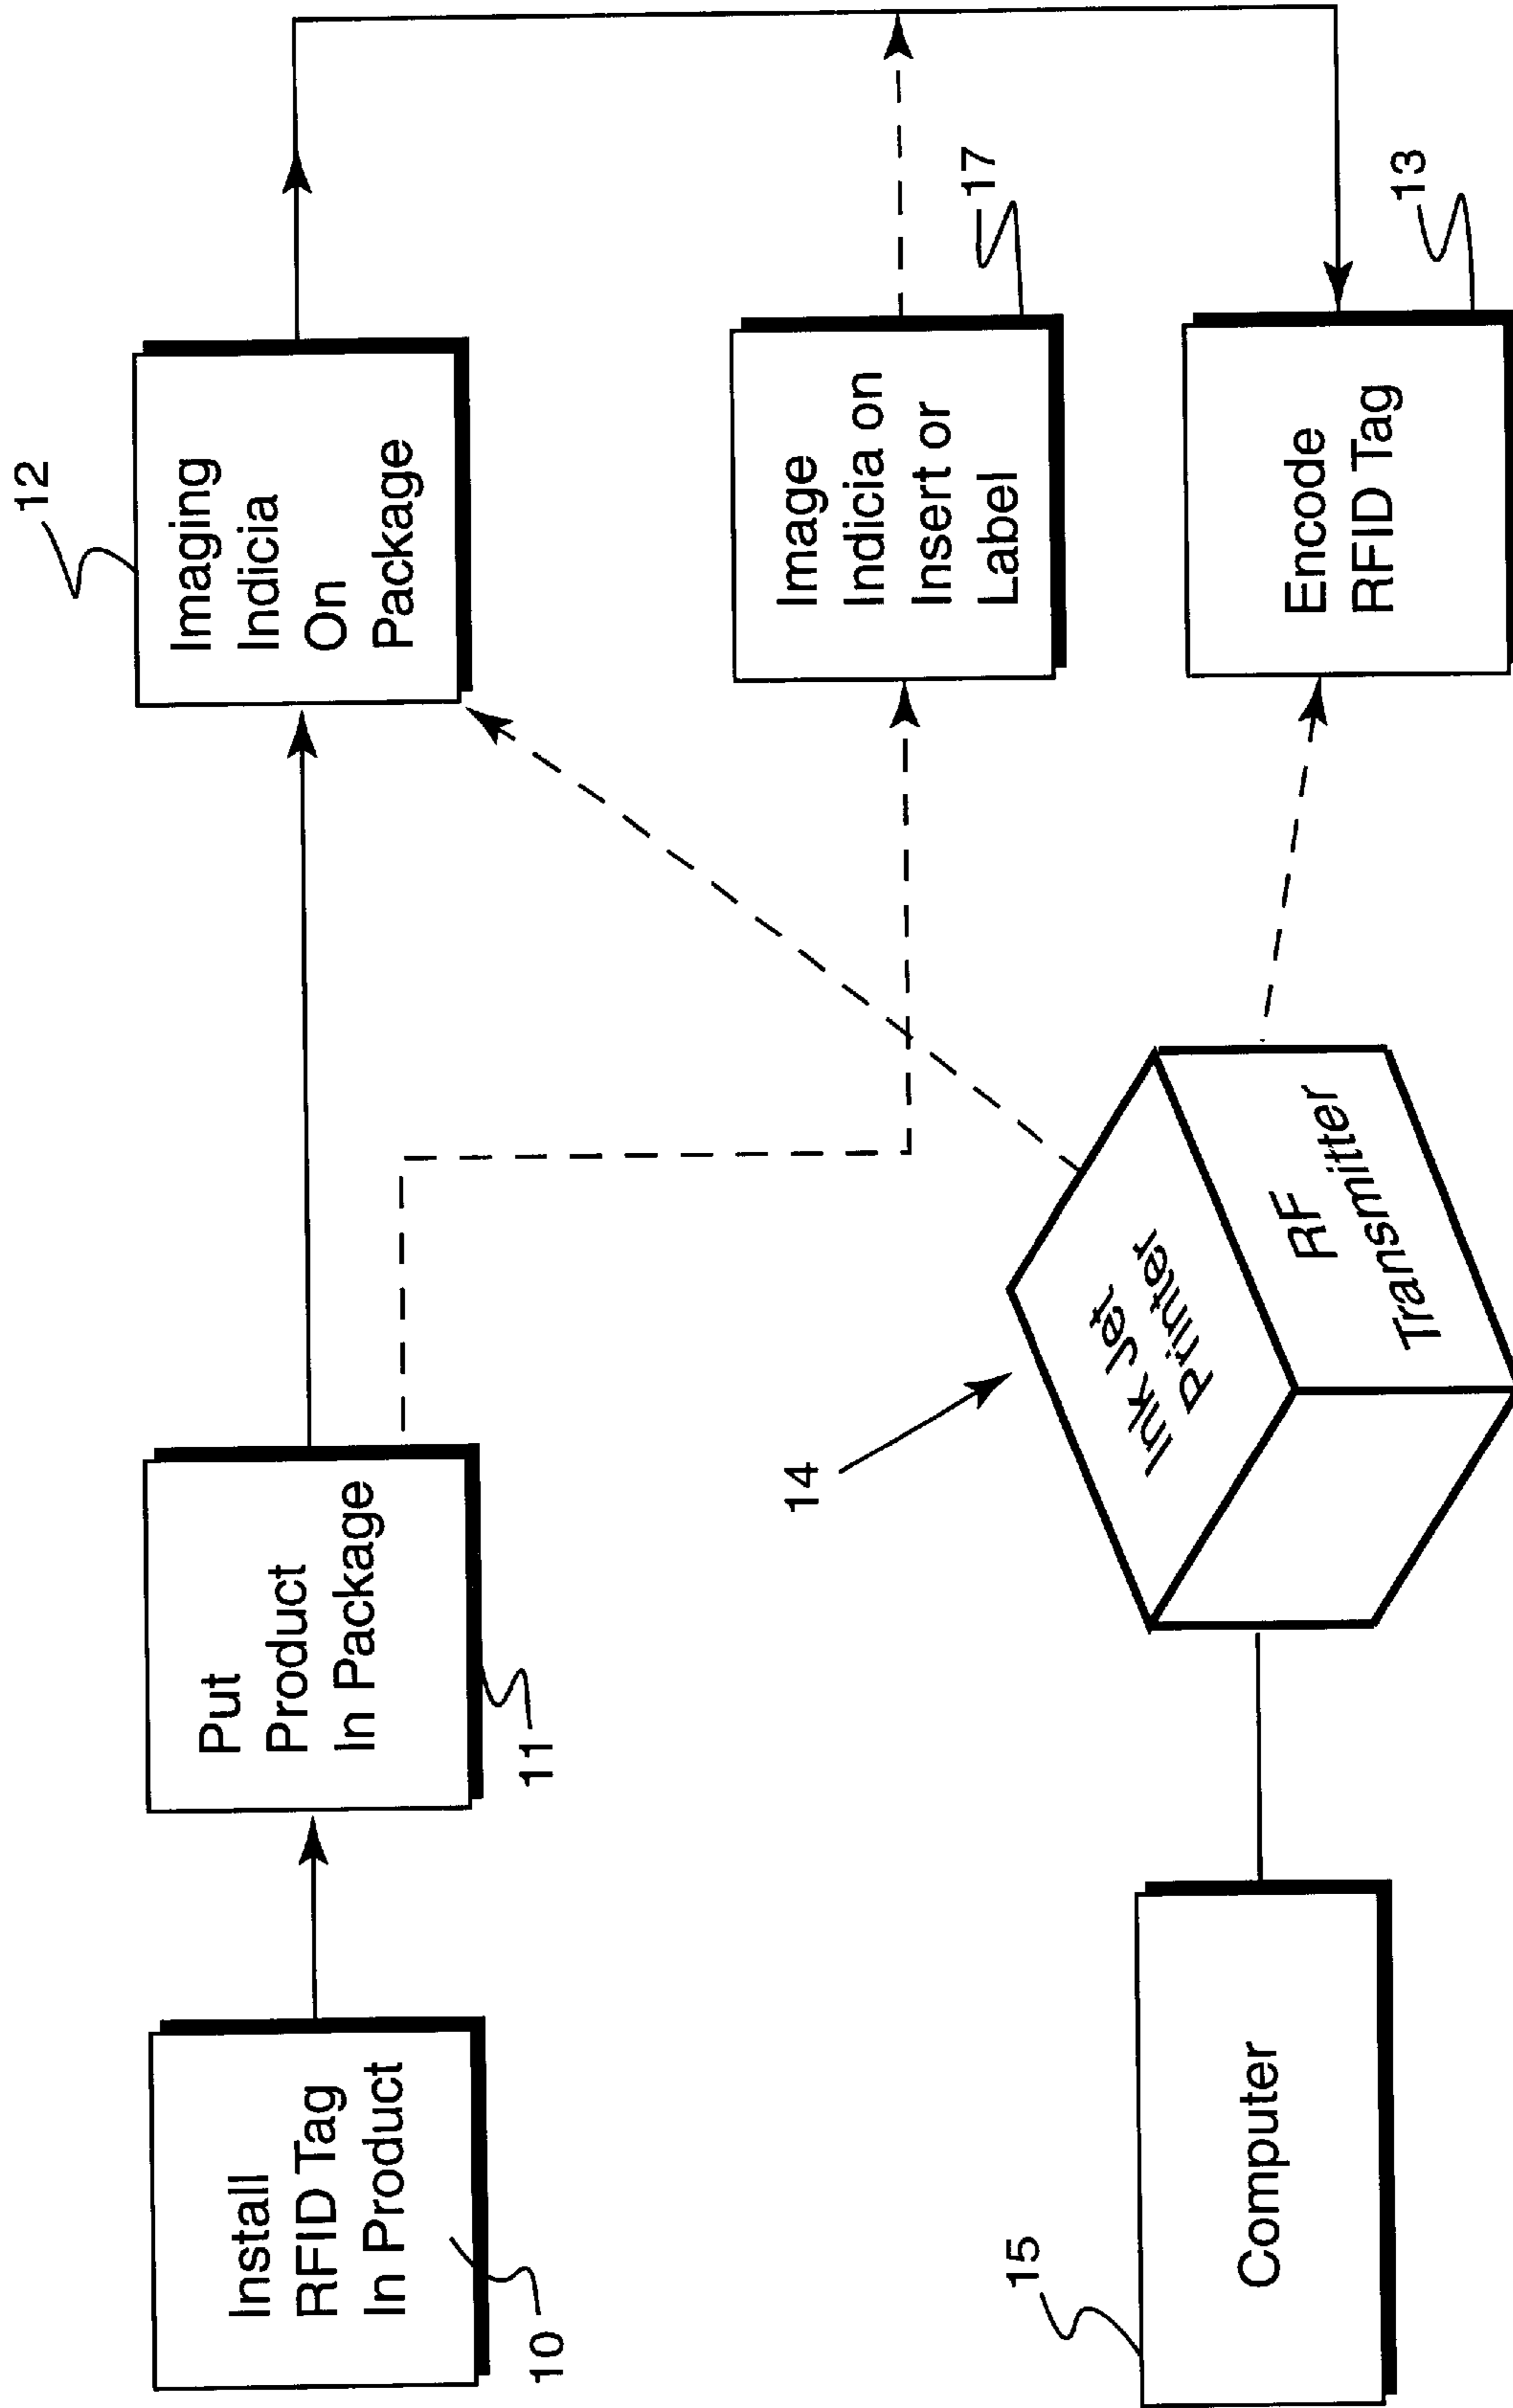 Install
RFID Tag
In Product
10
Put
Product
In Package
11
12
Imaging
Indicia
On
Package
Image
Indicia on
Insert or
Label
17
Encode
RFID Tag
13
14
Ink Jet
Printer
RF
Transmitter
15
Computer